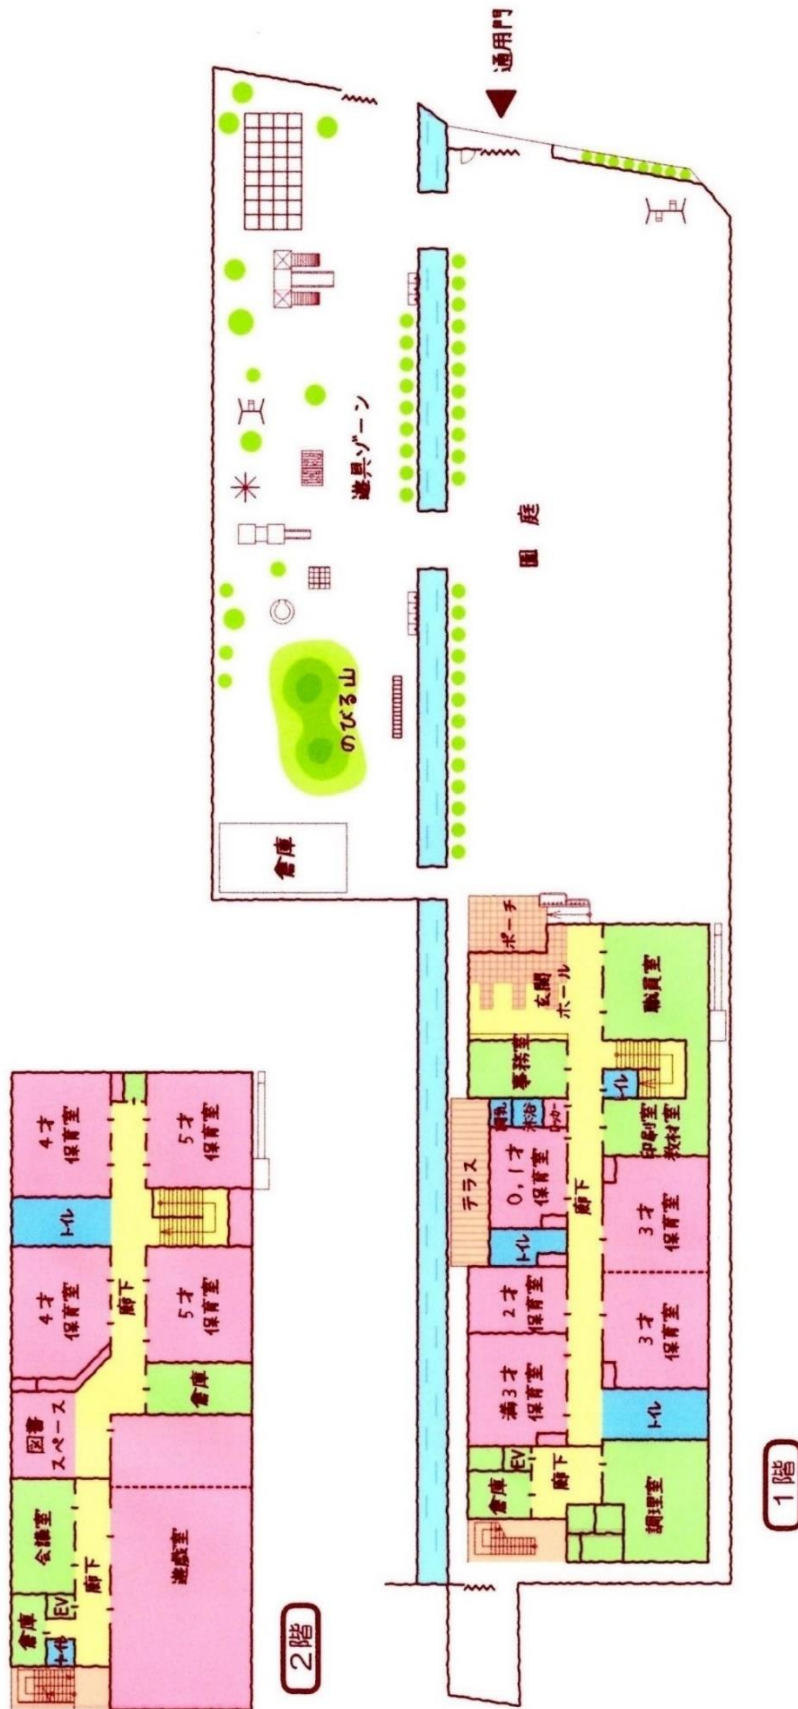 通用門
遊具ゾーン
園庭
のびる山
倉庫
ポーチ
玄関
ホール
職員室
事務室
トイレ
印刷室
教材室
調乳
沐浴
ロッカー
テラス
0,1才
保育室
廊下
トイレ
3才
保育室
2才
保育室
3才
保育室
満3才
保育室
トイレ
EV
倉庫
廊下
調理室
1階
4才
保育室
5才
保育室
トイレ
4才
保育室
廊下
5才
保育室
倉庫
図書
スペース
会議室
廊下
遊戯室
倉庫
EV
トイレ
2階